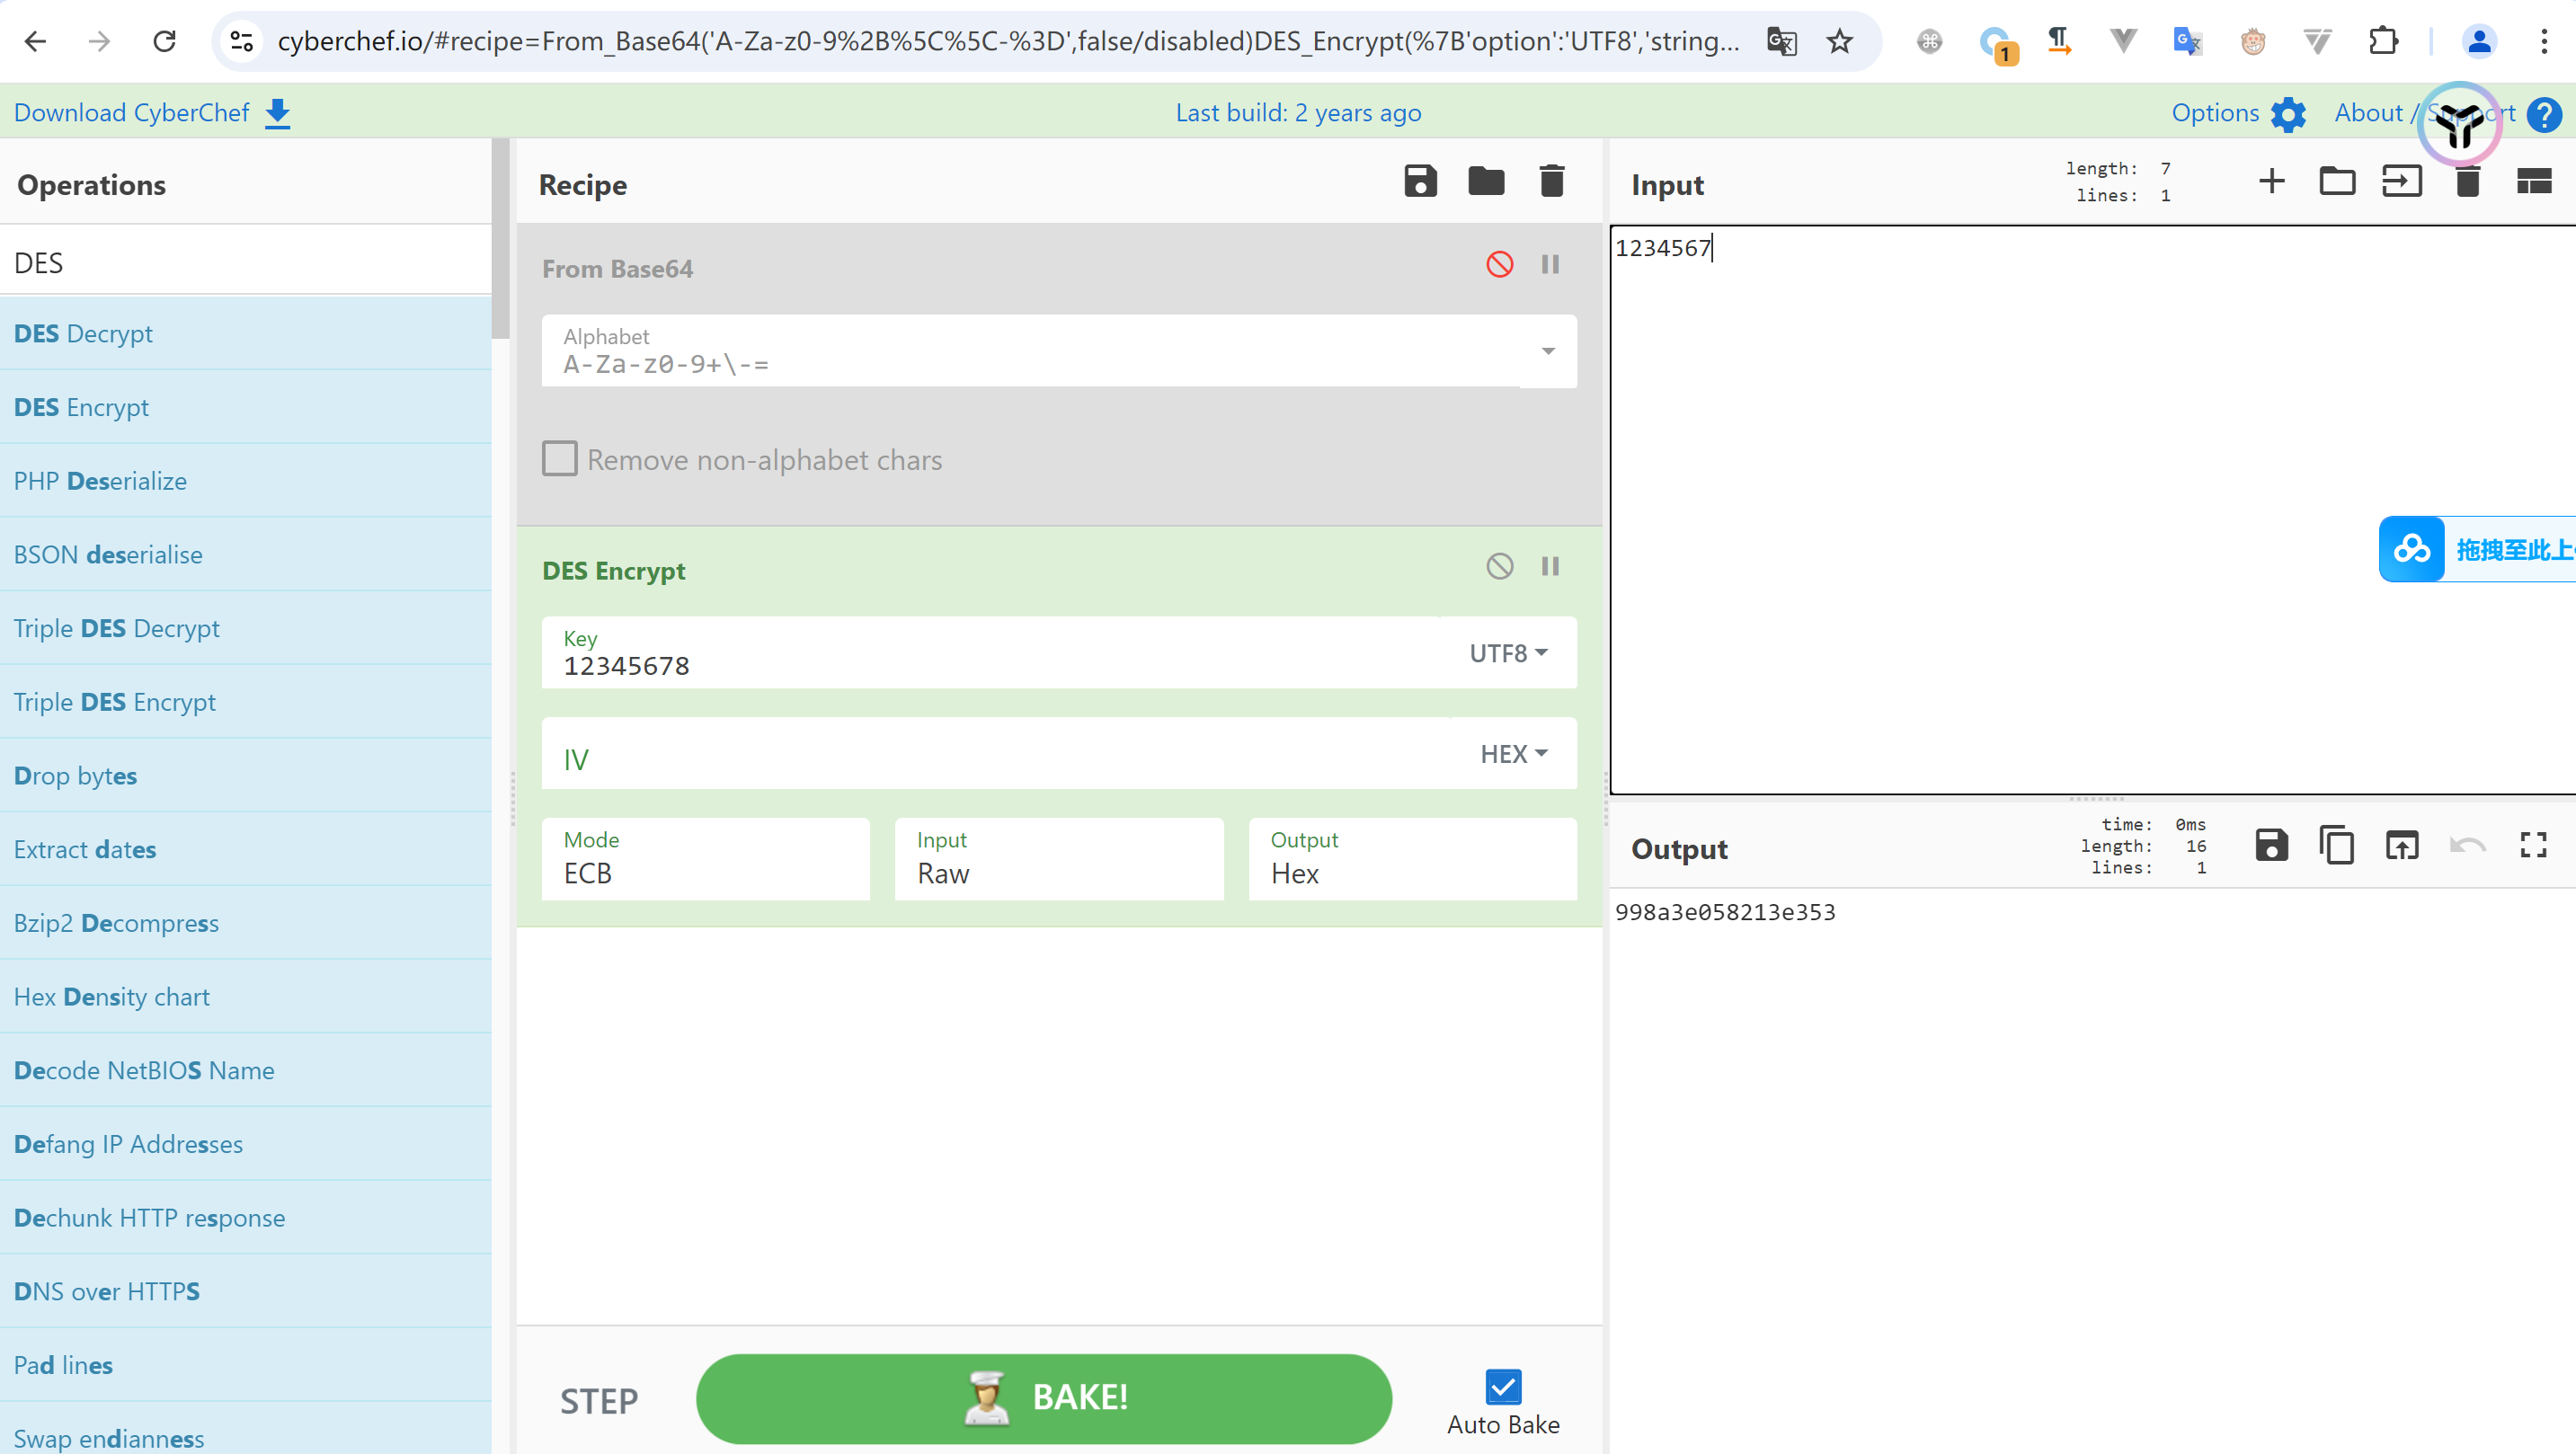 cyberchef.io/#recipe=From_Base64('A-Za-z0-9%2B%5C%5C-%3D',false/disabled)DES_Encrypt(%7B'option':'UTF8','string...
1
Download CyberChef
Last build: 2 years ago
Options
About / Support
Operations
DES
DES Decrypt
DES Encrypt
PHP Deserialize
BSON deserialise
Triple DES Decrypt
Triple DES Encrypt
Drop bytes
Extract dates
Bzip2 Decompress
Hex Density chart
Decode NetBIOS Name
Defang IP Addresses
Dechunk HTTP response
DNS over HTTPS
Pad lines
Swap endianness
Recipe
From Base64
Alphabet
A-Za-z0-9+\-=
Remove non-alphabet chars
DES Encrypt
Key
12345678
UTF8
IV
HEX
Mode
ECB
Input
Raw
Output
Hex
STEP
BAKE!
Auto Bake
Input
length: 7
lines: 1
1234567
拖拽至此上
Output
time: 0ms
length: 16
lines: 1
998a3e058213e353